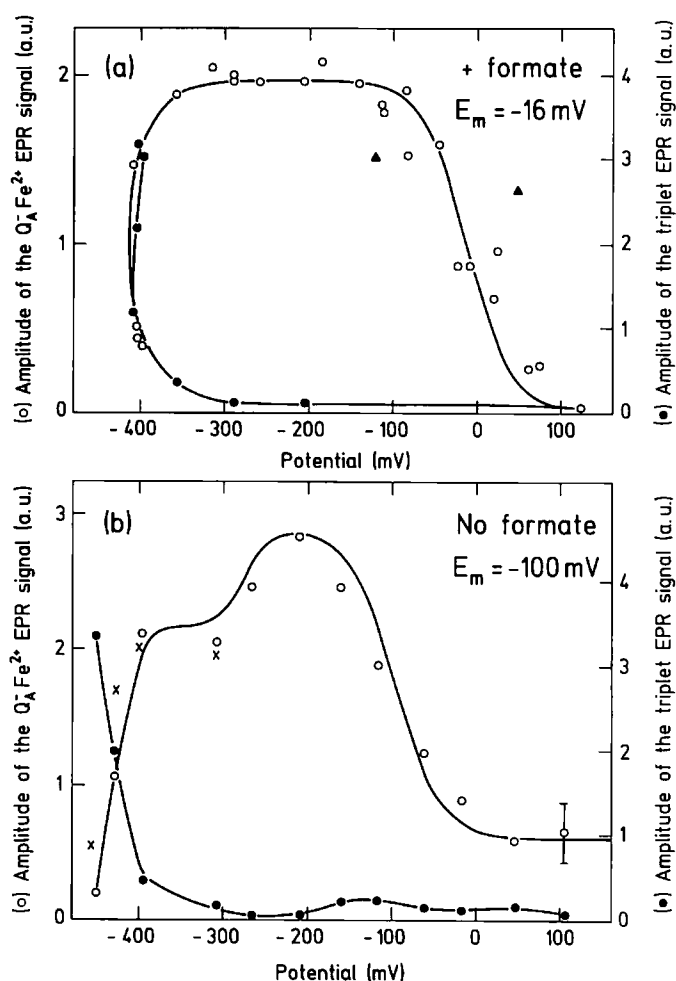 (a)
+ formate
E_m = -16 mV
(o) Amplitude of the Q_A^- Fe^2+ EPR signal (a.u.)
2
1
0
(●) Amplitude of the triplet EPR signal (a.u.)
4
3
2
1
0
-400 -300 -200 -100 0 100
Potential (mV)
(b)
No formate
E_m = -100 mV
(o) Amplitude of the Q_A^- Fe^2+ EPR signal (a.u.)
3
2
1
0
(●) Amplitude of the triplet EPR signal (a.u.)
4
3
2
1
0
-400 -300 -200 -100 0 100
Potential (mV)